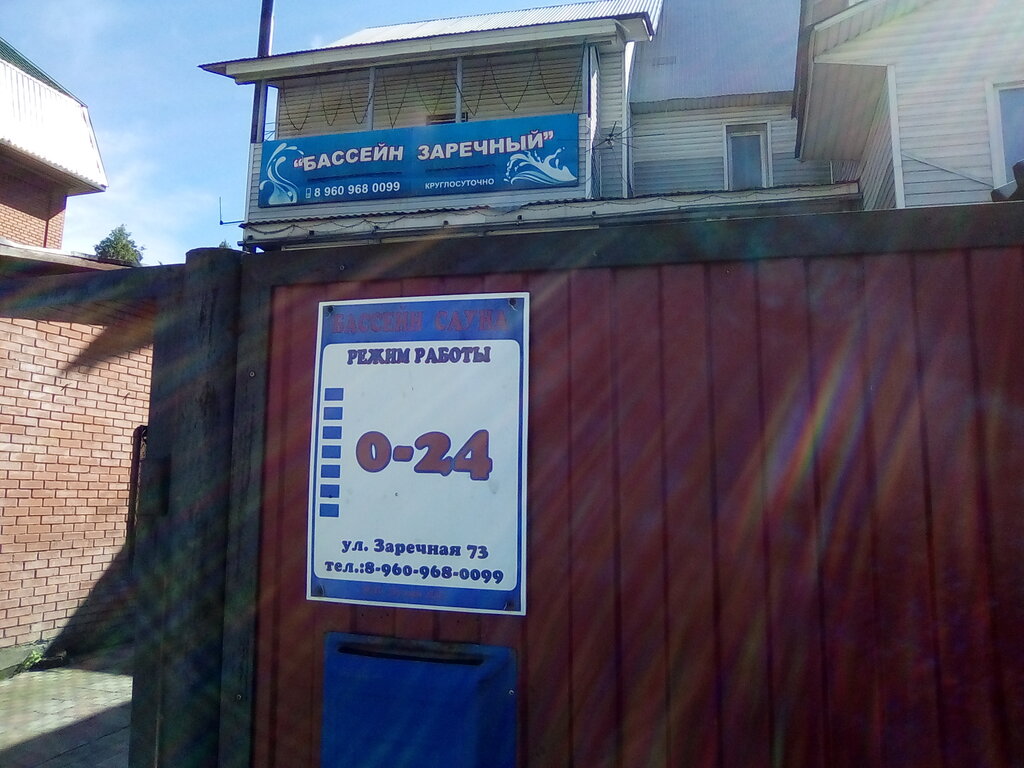 "БАССЕЙН ЗАРЕЧНЫЙ"
8 960 968 0099 КРУГЛОСУТОЧНО
БАССЕЙН САУНА
РЕЖИМ РАБОТЫ
0-24
ул. Заречная 73
тел.:8-960-968-0099